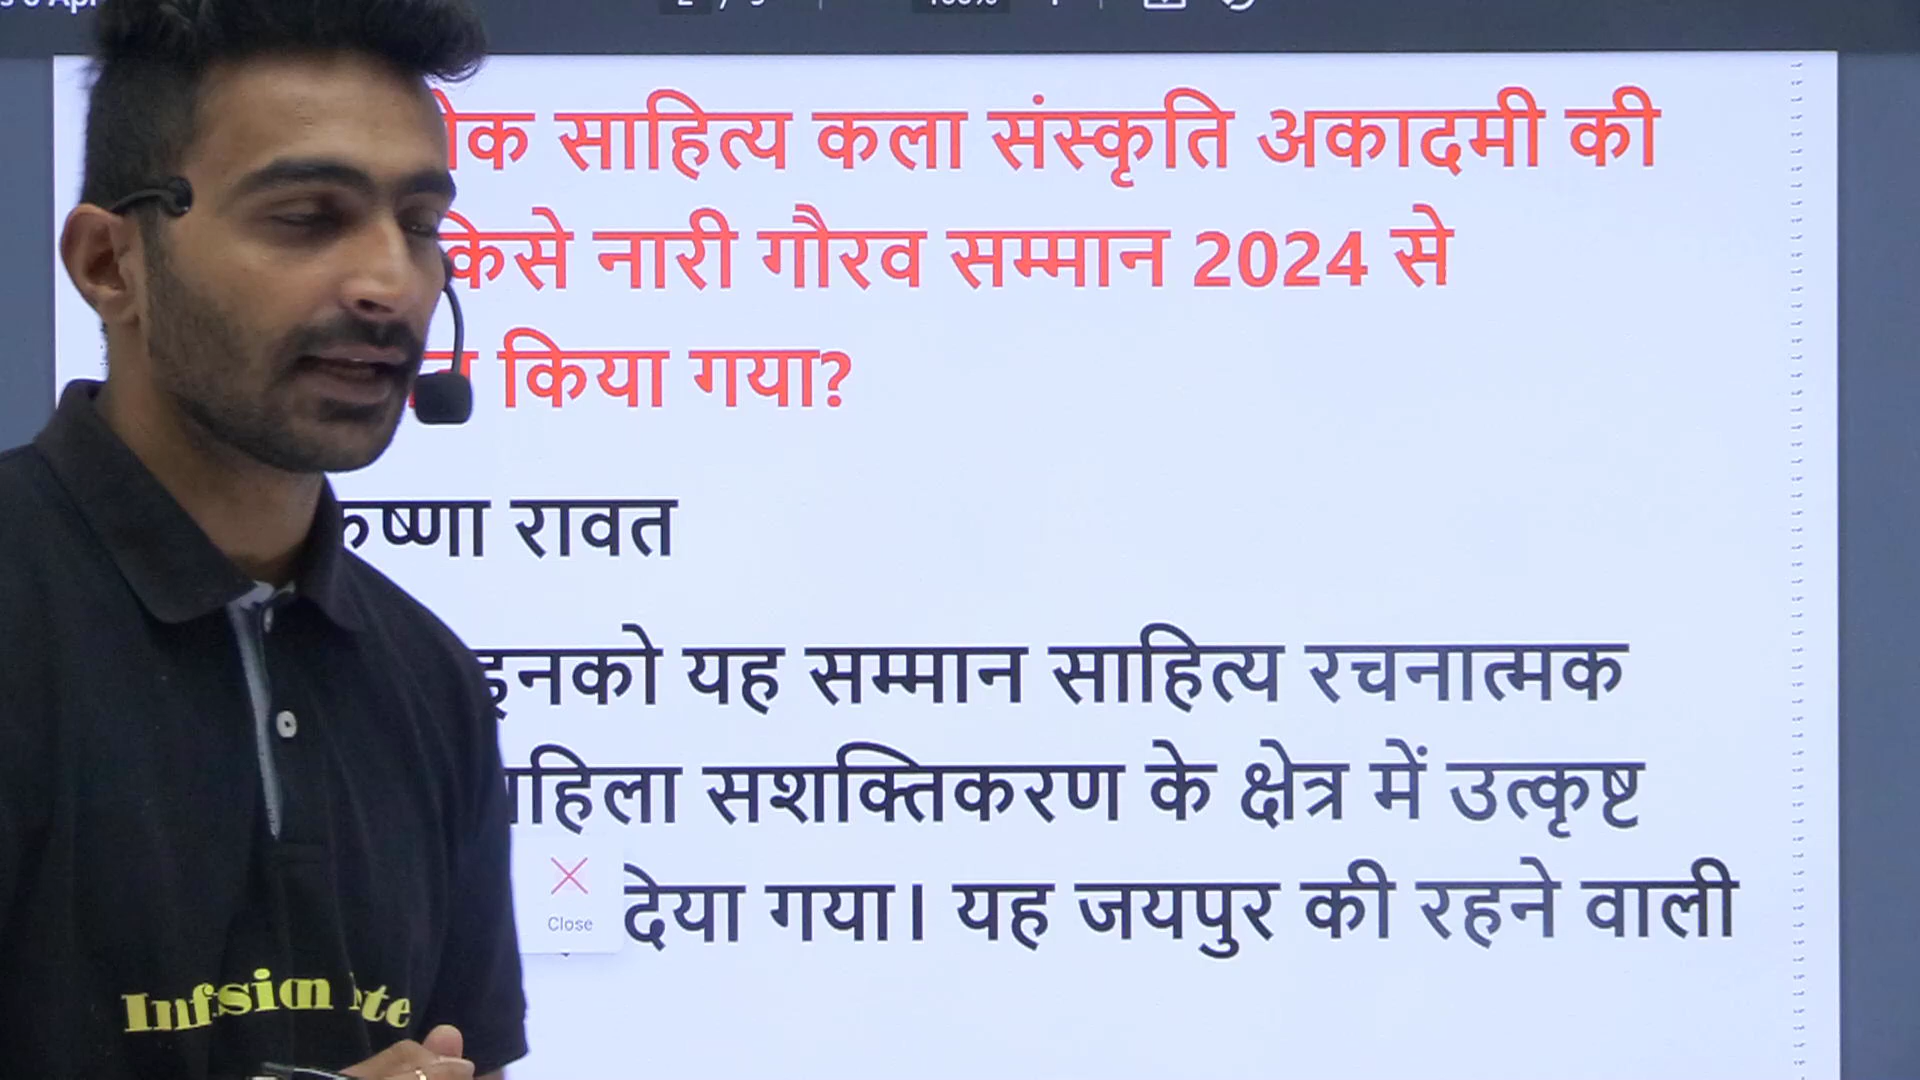 100%
साहित्य कला संस्कृति अकादमी की
किसे नारी गौरव सम्मान 2024 से
किया गया?
रावत
इनको यह सम्मान साहित्य रचनात्मक
सशक्तिकरण के क्षेत्र में उत्कृष्ट
गया। यह जयपुर की रहने वाली
Close